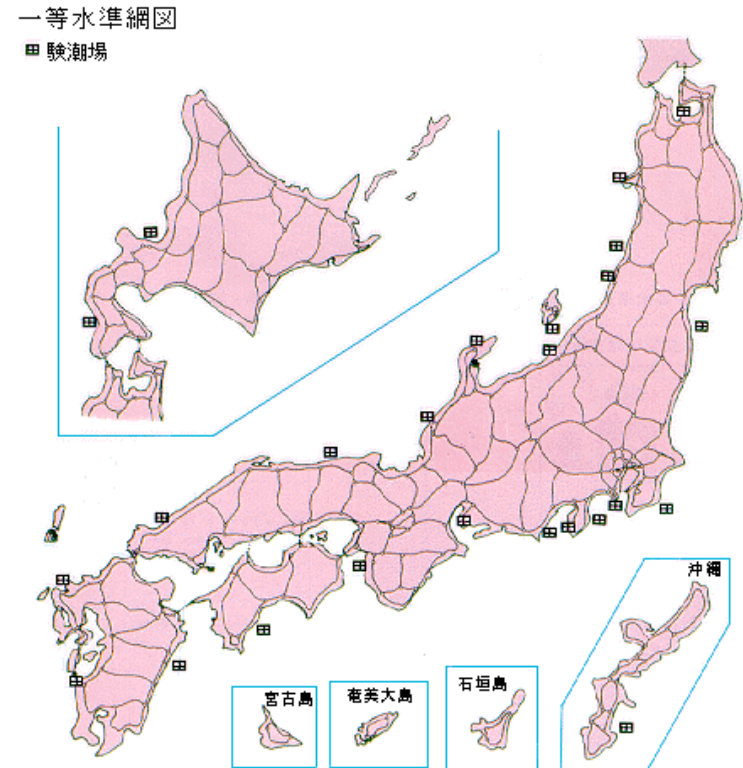 一等水準網図
験潮場
沖縄
宮古島
奄美大島
石垣島